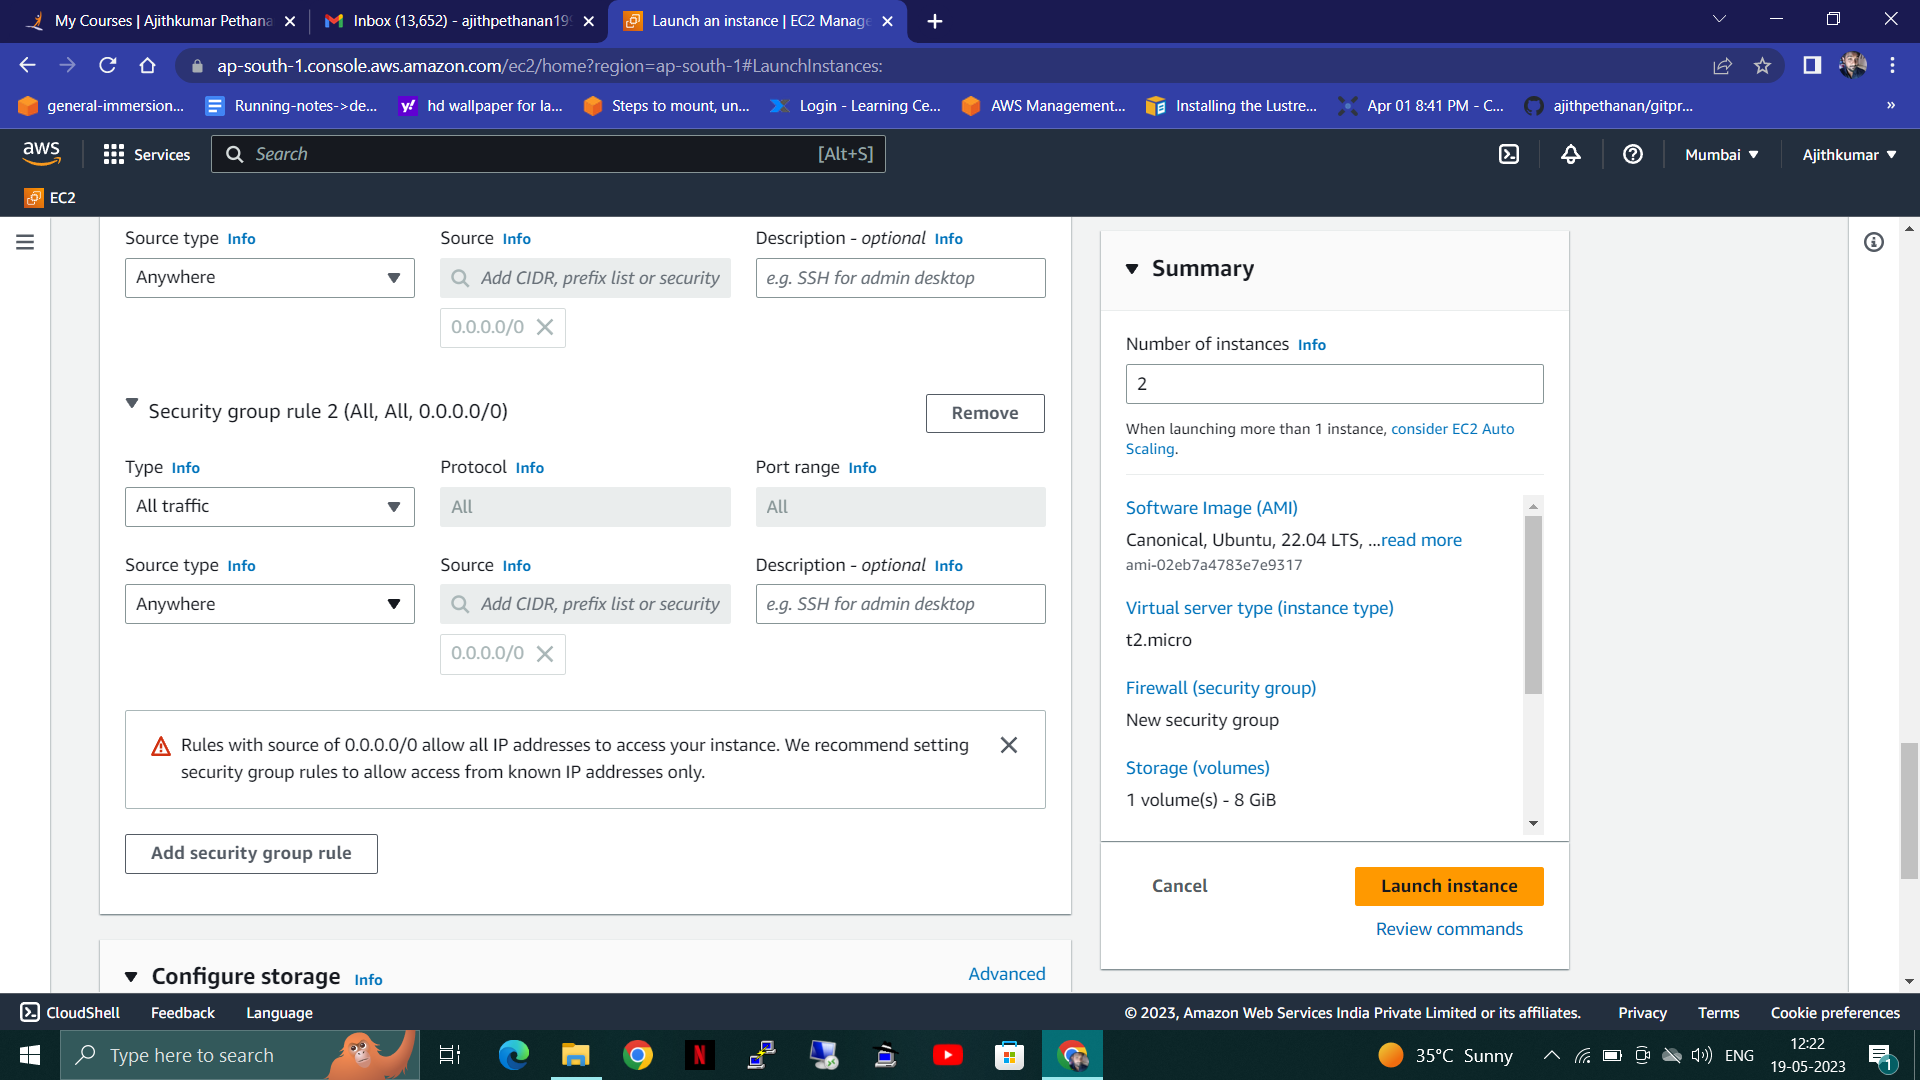 My Courses | Ajithkumar Pethana
Inbox (13,652) - ajithpethanan199
Launch an instance | EC2 Manage
ap-south-1.console.aws.amazon.com/ec2/home?region=ap-south-1#LaunchInstances:
general-immersion...
Running-notes->de...
hd wallpaper for la...
Steps to mount, un...
Login - Learning Ce...
AWS Management...
Installing the Lustre...
Apr 01 8:41 PM - C...
ajithpethanan/gitpr...
»
aws
Services
Search
[Alt+S]
Mumbai
Ajithkumar
EC2
Source type Info
Source Info
Description - optional Info
Anywhere
Add CIDR, prefix list or security
e.g. SSH for admin desktop
0.0.0.0/0
Security group rule 2 (All, All, 0.0.0.0/0)
Remove
Type Info
Protocol Info
Port range Info
All traffic
All
All
Source type Info
Source Info
Description - optional Info
Anywhere
Add CIDR, prefix list or security
e.g. SSH for admin desktop
0.0.0.0/0
Rules with source of 0.0.0.0/0 allow all IP addresses to access your instance. We recommend setting
security group rules to allow access from known IP addresses only.
Add security group rule
Configure storage Info
Advanced
Summary
Number of instances Info
2
When launching more than 1 instance, consider EC2 Auto
Scaling.
Software Image (AMI)
Canonical, Ubuntu, 22.04 LTS, ...read more
ami-02eb7a4783e7e9317
Virtual server type (instance type)
t2.micro
Firewall (security group)
New security group
Storage (volumes)
1 volume(s) - 8 GiB
Cancel
Launch instance
Review commands
CloudShell
Feedback
Language
© 2023, Amazon Web Services India Private Limited or its affiliates.
Privacy
Terms
Cookie preferences
Type here to search
35°C Sunny
ENG
12:22
19-05-2023
1